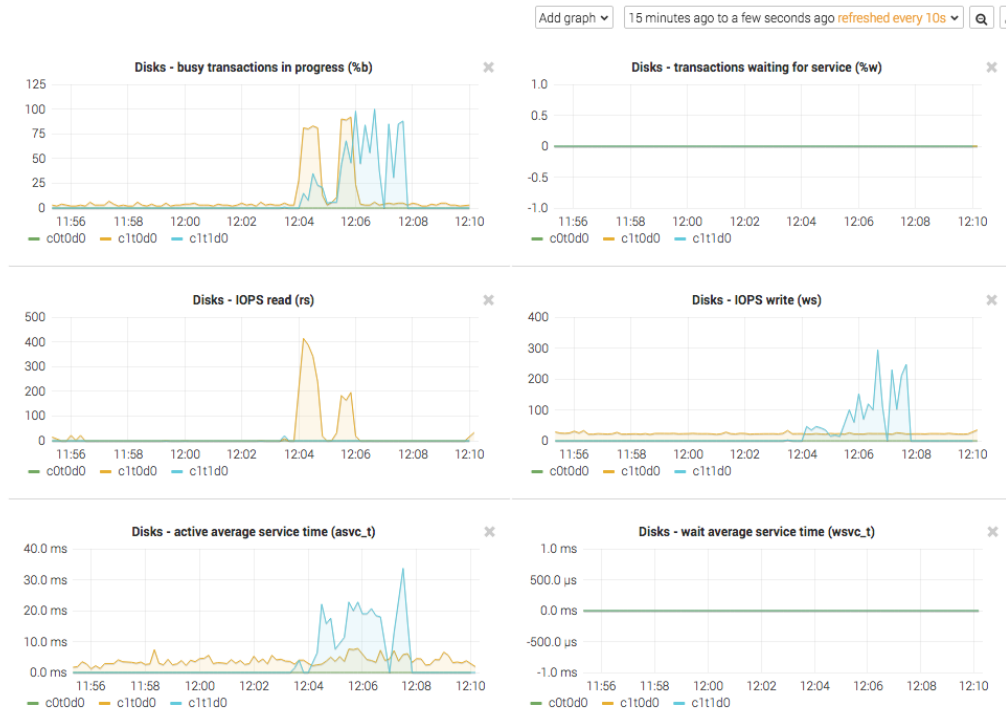 Add graph
15 minutes ago to a few seconds ago refreshed every 10s
Disks - busy transactions in progress (%b)
125
100
75
50
25
0
11:56 11:58 12:00 12:02 12:04 12:06 12:08 12:10
c0t0d0 c1t0d0 c1t1d0
Disks - transactions waiting for service (%w)
1.0
0.5
0
-0.5
-1.0
11:56 11:58 12:00 12:02 12:04 12:06 12:08 12:10
c0t0d0 c1t0d0 c1t1d0
Disks - IOPS read (rs)
500
400
300
200
100
0
11:56 11:58 12:00 12:02 12:04 12:06 12:08 12:10
c0t0d0 c1t0d0 c1t1d0
Disks - IOPS write (ws)
400
300
200
100
0
11:56 11:58 12:00 12:02 12:04 12:06 12:08 12:10
c0t0d0 c1t0d0 c1t1d0
Disks - active average service time (asvc_t)
40.0 ms
30.0 ms
20.0 ms
10.0 ms
0.0 ms
11:56 11:58 12:00 12:02 12:04 12:06 12:08 12:10
c0t0d0 c1t0d0 c1t1d0
Disks - wait average service time (wsvc_t)
1.0 ms
500.0 µs
0.0 ms
-500.0 µs
-1.0 ms
11:56 11:58 12:00 12:02 12:04 12:06 12:08 12:10
c0t0d0 c1t0d0 c1t1d0